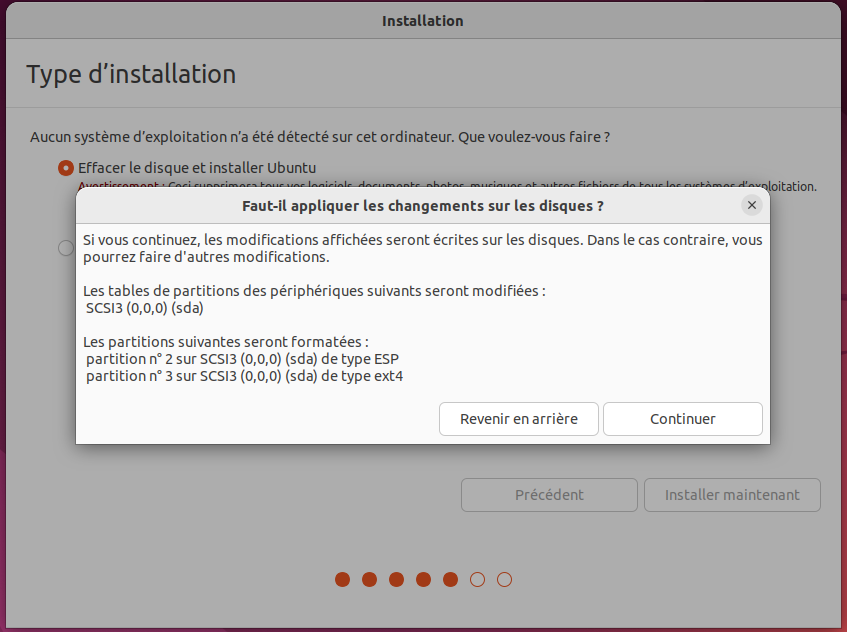 Installation
Type d’installation
Aucun système d’exploitation n’a été détecté sur cet ordinateur. Que voulez-vous faire ?
Effacer le disque et installer Ubuntu
Avertissement : Ceci supprimera tous vos logiciels, documents, photos, musiques et autres fichiers de tous les systèmes d’exploitation.
Faut-il appliquer les changements sur les disques ?
Si vous continuez, les modifications affichées seront écrites sur les disques. Dans le cas contraire, vous
pourrez faire d'autres modifications.
Les tables de partitions des périphériques suivants seront modifiées :
SCSI3 (0,0,0) (sda)
Les partitions suivantes seront formatées :
partition n° 2 sur SCSI3 (0,0,0) (sda) de type ESP
partition n° 3 sur SCSI3 (0,0,0) (sda) de type ext4
Revenir en arrière
Continuer
Précédent
Installer maintenant